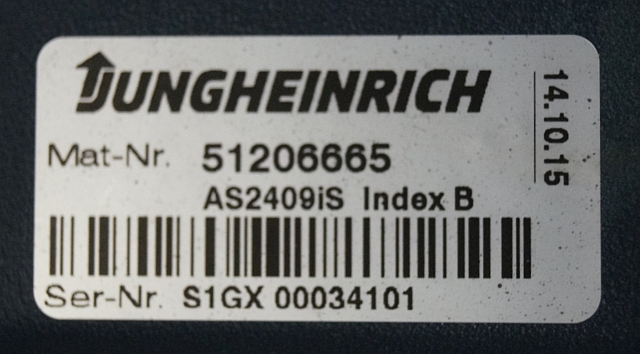 JUNGHEINRICH
14.10.15
Mat-Nr. 51206665
AS2409iS Index B
Ser-Nr. S1GX 00034101